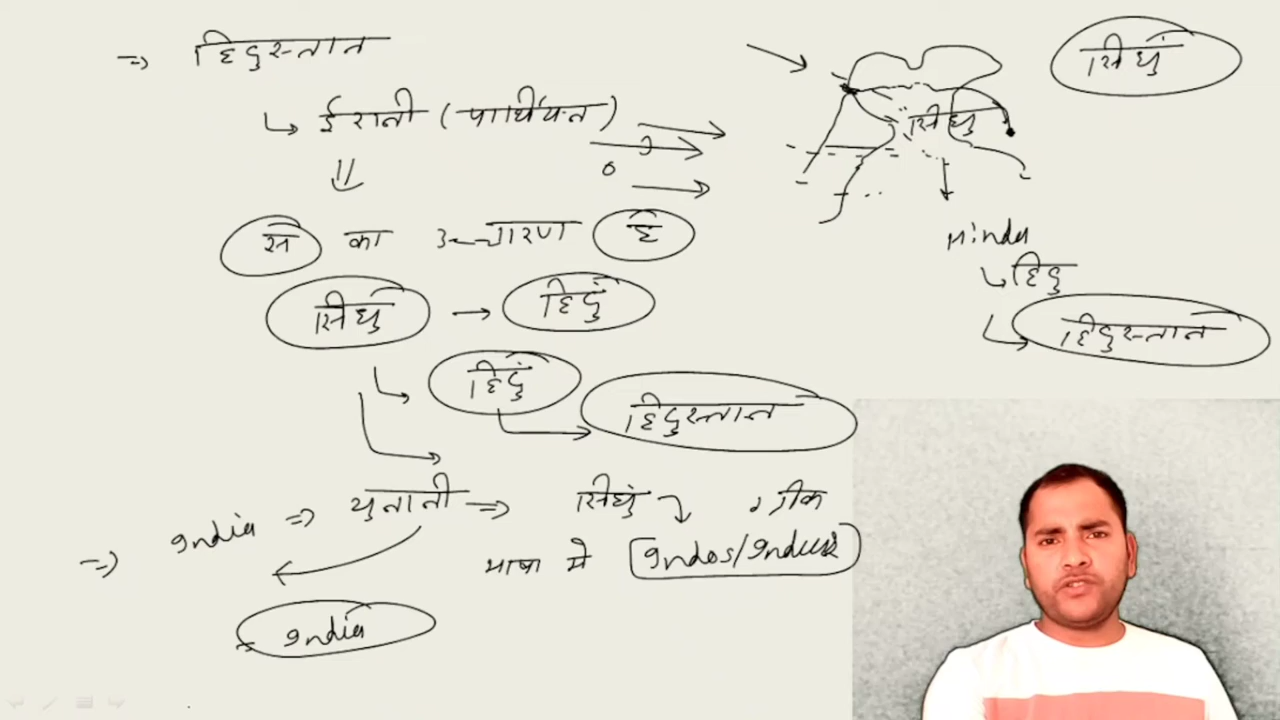 ⇒ हिंदुस्तान
↳ ईरानी (पार्थियन)
स का उच्चारण ह
सिंधु → हिंदु
हिंदु
हिंदुस्तान
⇒ India ⇒ युनानी ⇒ सिंधु ग्रीक
भाषा मे [Indos/Indus]
= India
सिंधु
सिंधु
Hindu
↳ हिंदु
हिंदुस्तान